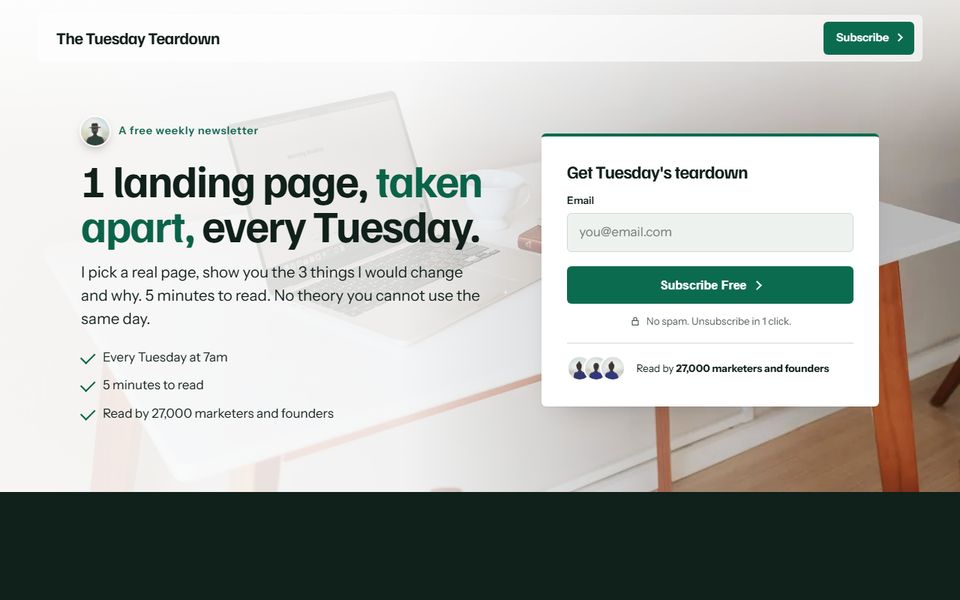 The Tuesday Teardown
Subscribe
A free weekly newsletter
1 landing page, taken
apart, every Tuesday.
I pick a real page, show you the 3 things I would change
and why. 5 minutes to read. No theory you cannot use the
same day.
Every Tuesday at 7am
5 minutes to read
Read by 27,000 marketers and founders
Get Tuesday's teardown
Email
you@email.com
Subscribe Free
No spam. Unsubscribe in 1 click.
Read by 27,000 marketers and founders